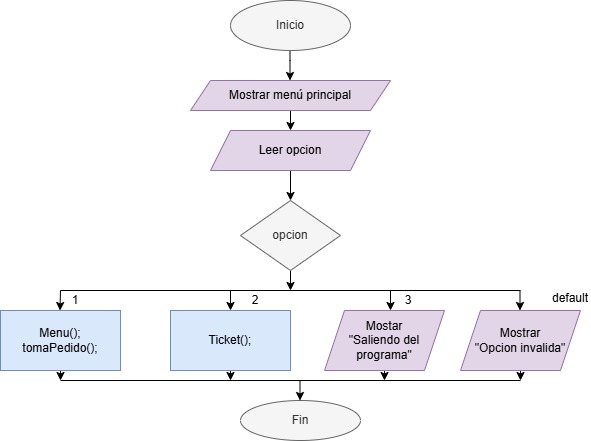 Inicio
Mostrar menú principal
Leer opcion
opcion
1
2
3
default
Menu();
tomaPedido();
Ticket();
Mostar
"Saliendo del
programa"
Mostrar
"Opcion invalida"
Fin